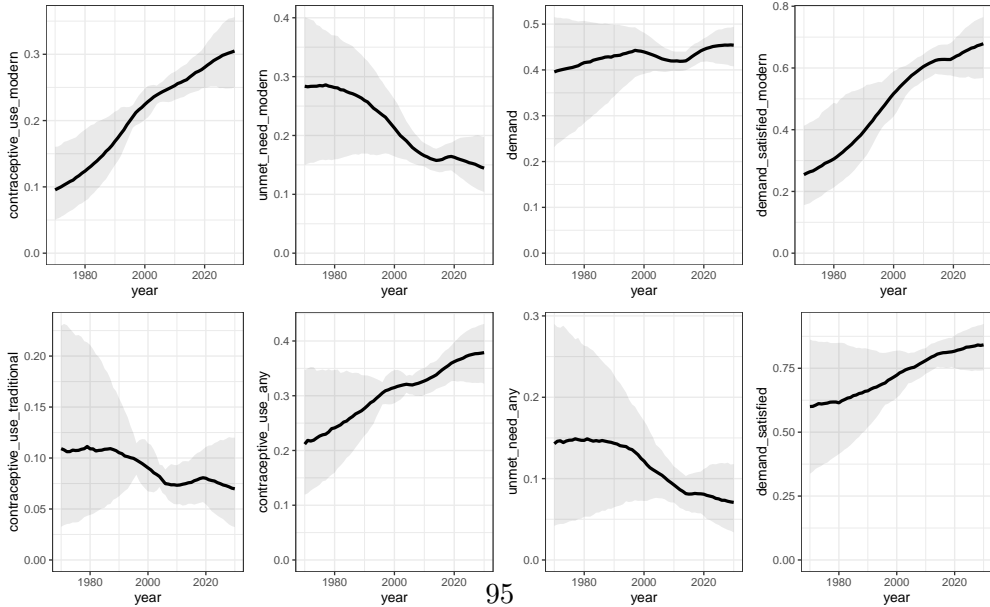 contraceptive_use_modern
0.3
0.2
0.1
0.0
1980 2000 2020
year
unmet_need_modern
0.4
0.3
0.2
0.1
0.0
1980 2000 2020
year
demand
0.5
0.4
0.3
0.2
0.1
0.0
1980 2000 2020
year
demand_satisfied_modern
0.8
0.6
0.4
0.2
0.0
1980 2000 2020
year
contraceptive_use_traditional
0.20
0.15
0.10
0.05
0.00
1980 2000 2020
year
contraceptive_use_any
0.4
0.3
0.2
0.1
0.0
1980 2000 2020
year
unmet_need_any
0.3
0.2
0.1
0.0
1980 2000 2020
year
demand_satisfied
0.75
0.50
0.25
0.00
1980 2000 2020
year
95